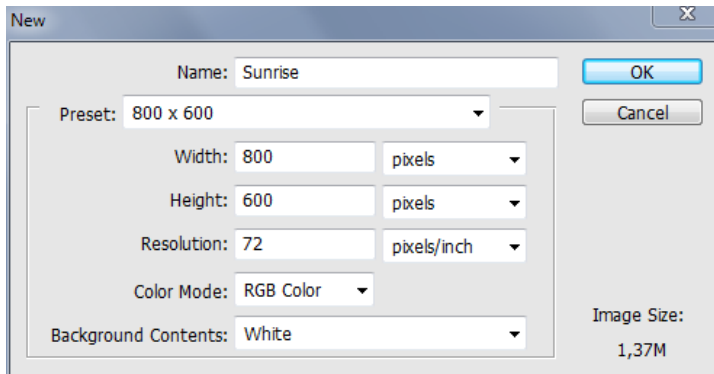 New
Name: Sunrise
OK
Preset: 800 x 600
Cancel
Width: 800 pixels
Height: 600 pixels
Resolution: 72 pixels/inch
Color Mode: RGB Color
Image Size:
Background Contents: White
1,37M